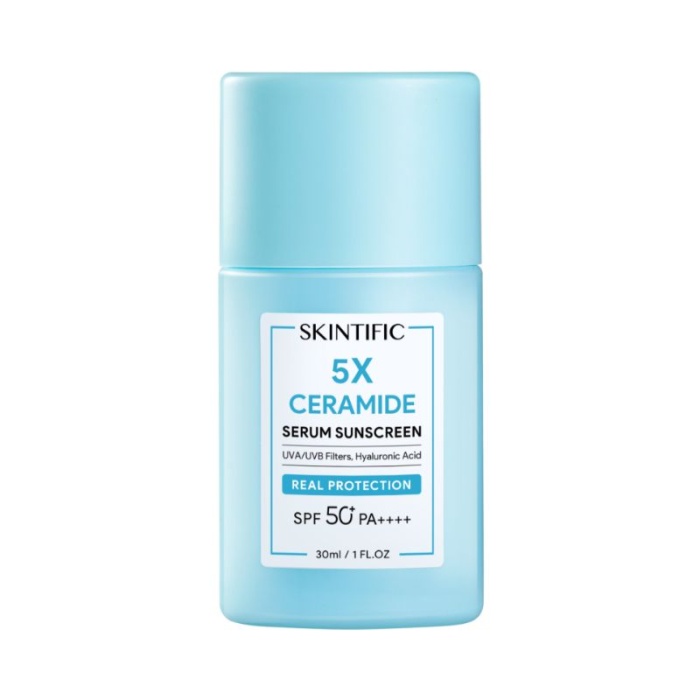 SKINTIFIC
5X
CERAMIDE
SERUM SUNSCREEN
UVA/UVB Filters, Hyaluronic Acid
REAL PROTECTION
SPF 50+ PA++++
30ml / 1 FL.OZ